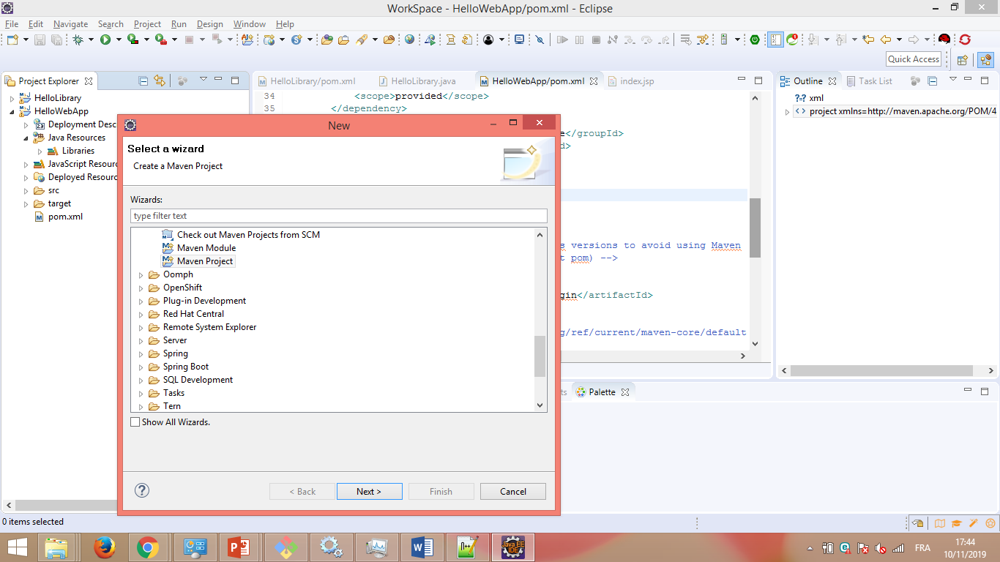 WorkSpace - HelloWebApp/pom.xml - Eclipse
File Edit Navigate Search Project Run Design Window Help
Quick Access
Project Explorer
HelloLibrary/pom.xml
HelloLibrary.java
HelloWebApp/pom.xml
index.jsp
Outline
Task List
HelloLibrary
HelloWebApp
Deployment Desc
Java Resources
Libraries
JavaScript Resour
Deployed Resourc
src
target
pom.xml
34 <scope>provided</scope>
35 </dependency>
e</groupId>
d>
s versions to avoid using Maven
t pom) -->
gin</artifactId>
g/ref/current/maven-core/default
xml
project xmlns=http://maven.apache.org/POM/4
New
Select a wizard
Create a Maven Project
Wizards:
type filter text
Check out Maven Projects from SCM
Maven Module
Maven Project
Oomph
OpenShift
Plug-in Development
Red Hat Central
Remote System Explorer
Server
Spring
Spring Boot
SQL Development
Tasks
Tern
Show All Wizards.
< Back
Next >
Finish
Cancel
ts
Palette
0 items selected
Java EE
IDE
FRA
17:44
10/11/2019